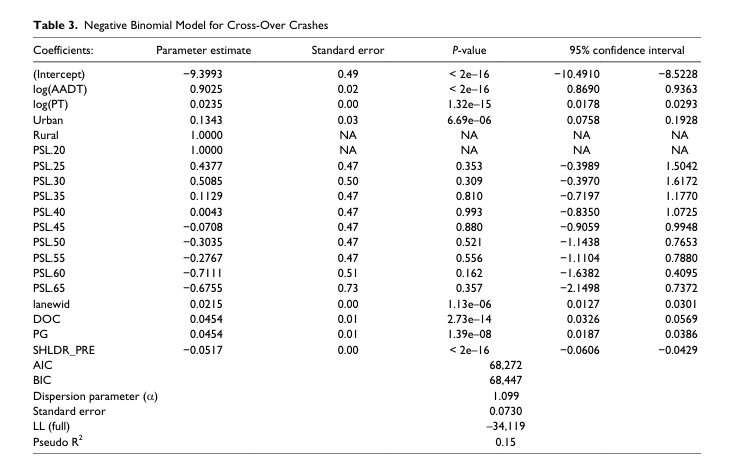 Table 3. Negative Binomial Model for Cross-Over Crashes
Coefficients: Parameter estimate Standard error P-value 95% confidence interval
(Intercept) −9.3993 0.49 < 2e−16 −10.4910 −8.5228
log(AADT) 0.9025 0.02 < 2e−16 0.8690 0.9363
log(PT) 0.0235 0.00 1.32e−15 0.0178 0.0293
Urban 0.1343 0.03 6.69e−06 0.0758 0.1928
Rural 1.0000 NA NA NA NA
PSL.20 1.0000 NA NA NA NA
PSL.25 0.4377 0.47 0.353 −0.3989 1.5042
PSL.30 0.5085 0.50 0.309 −0.3970 1.6172
PSL.35 0.1129 0.47 0.810 −0.7197 1.1770
PSL.40 0.0043 0.47 0.993 −0.8350 1.0725
PSL.45 −0.0708 0.47 0.880 −0.9059 0.9948
PSL.50 −0.3035 0.47 0.521 −1.1438 0.7653
PSL.55 −0.2767 0.47 0.556 −1.1104 0.7880
PSL.60 −0.7111 0.51 0.162 −1.6382 0.4095
PSL.65 −0.6755 0.73 0.357 −2.1498 0.7372
lanewid 0.0215 0.00 1.13e−06 0.0127 0.0301
DOC 0.0454 0.01 2.73e−14 0.0326 0.0569
PG 0.0454 0.01 1.39e−08 0.0187 0.0386
SHLDR_PRE −0.0517 0.00 < 2e−16 −0.0606 −0.0429
AIC 68,272
BIC 68,447
Dispersion parameter (α) 1.099
Standard error 0.0730
LL (full) −34,119
Pseudo R² 0.15